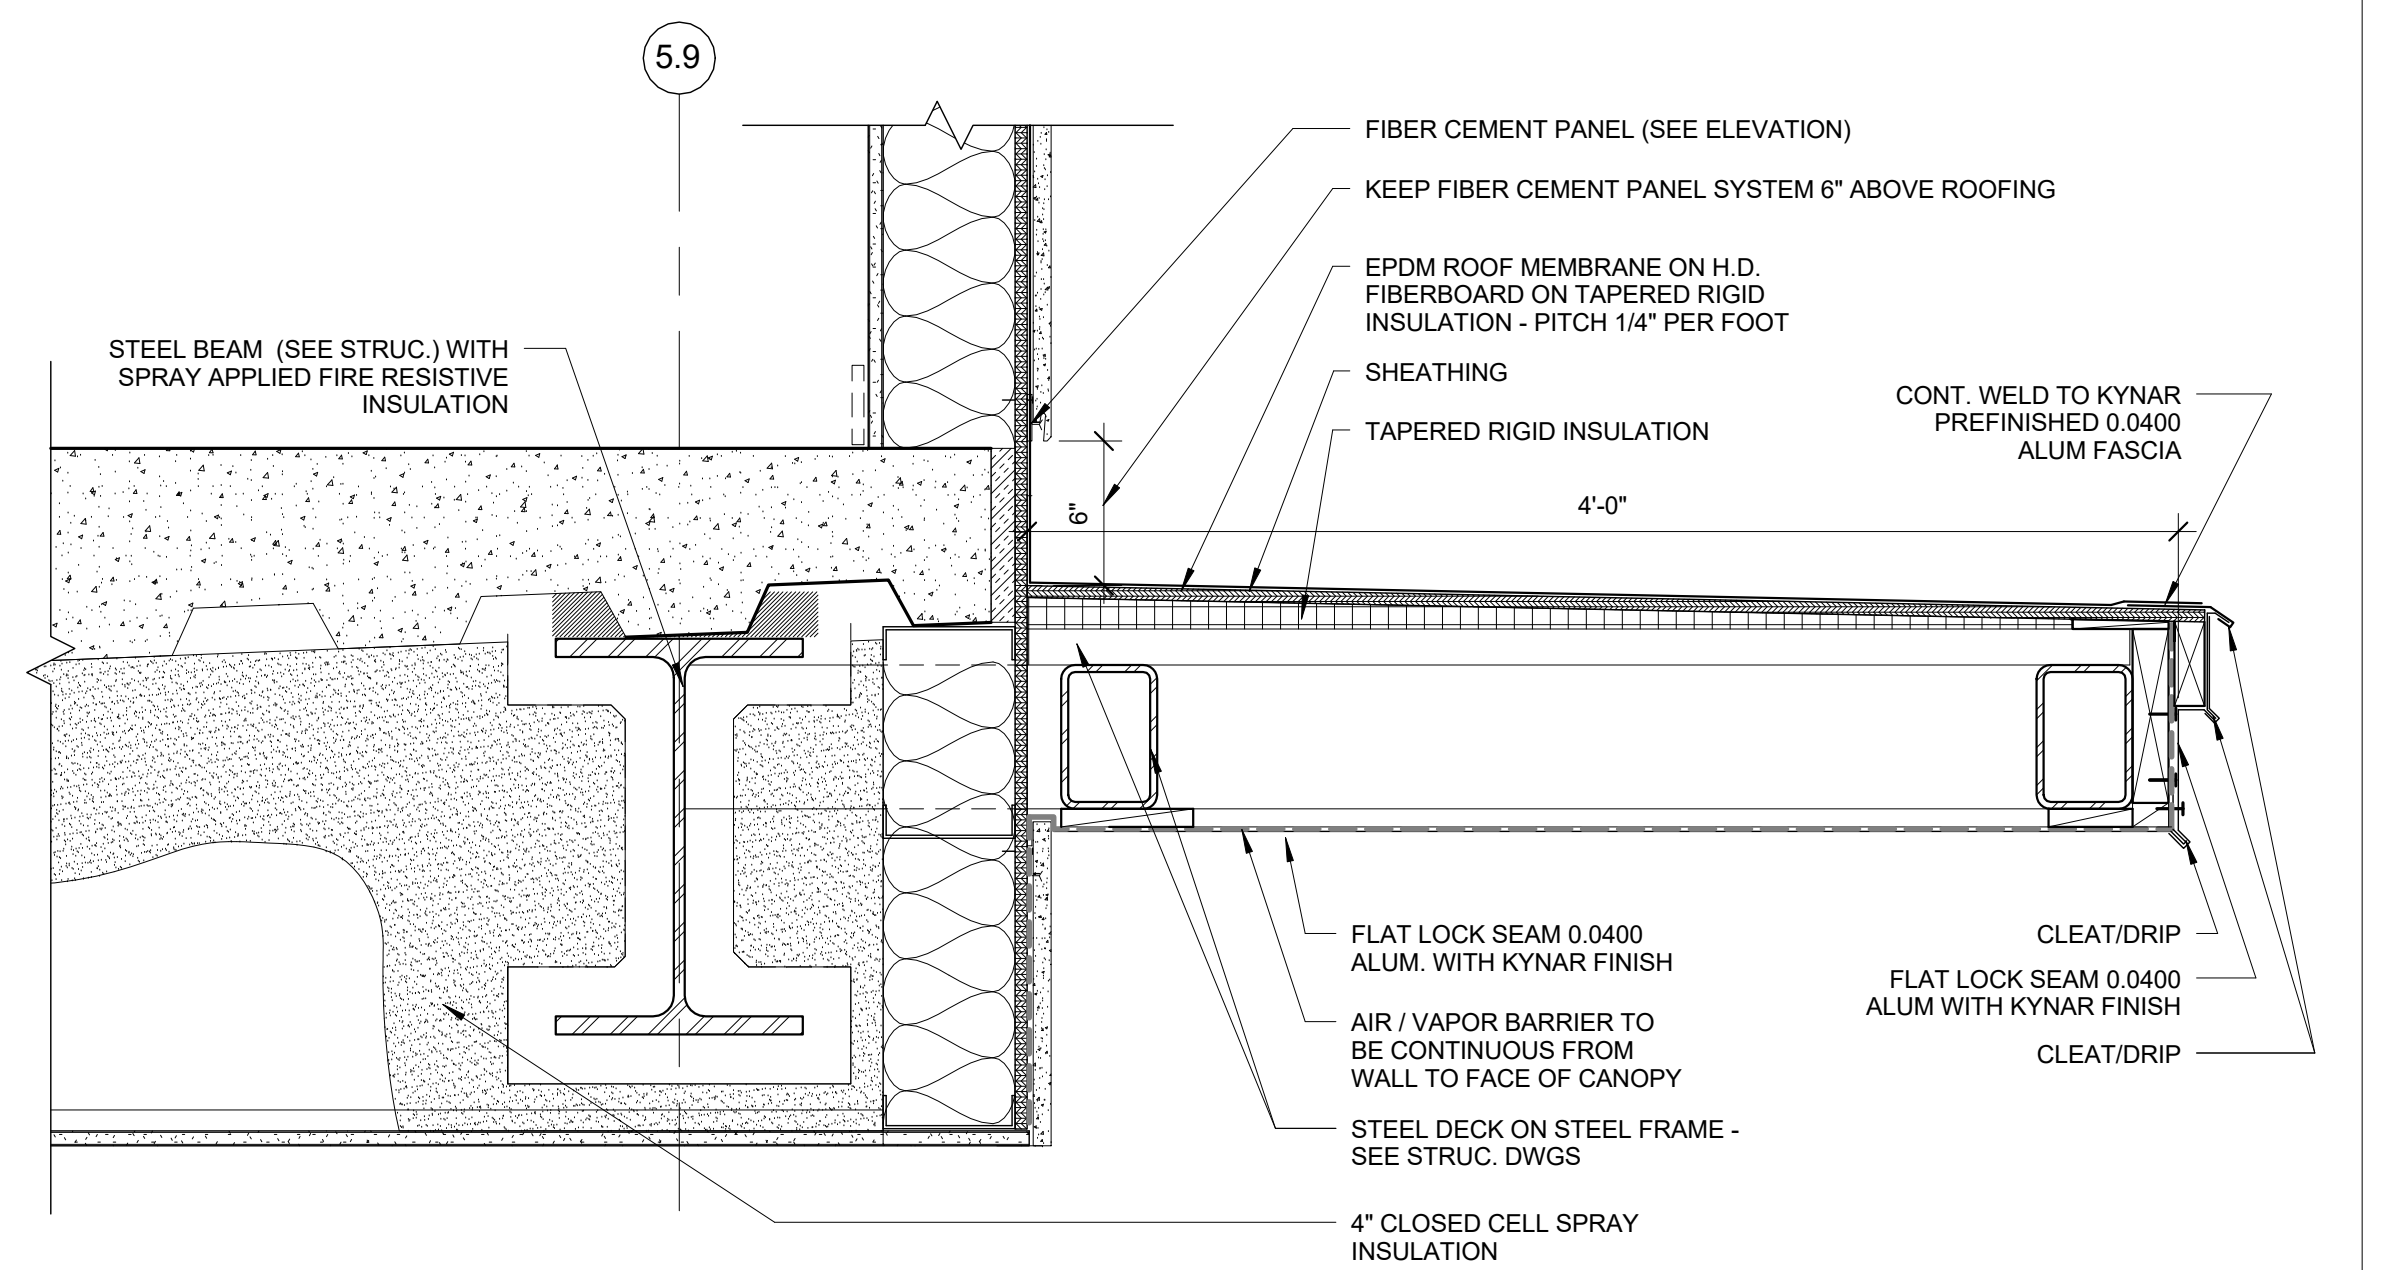 5.9
FIBER CEMENT PANEL (SEE ELEVATION)
KEEP FIBER CEMENT PANEL SYSTEM 6" ABOVE ROOFING
EPDM ROOF MEMBRANE ON H.D.
FIBERBOARD ON TAPERED RIGID
INSULATION - PITCH 1/4" PER FOOT
SHEATHING
TAPERED RIGID INSULATION
STEEL BEAM (SEE STRUC.) WITH
SPRAY APPLIED FIRE RESISTIVE
INSULATION
CONT. WELD TO KYNAR
PREFINISHED 0.0400
ALUM FASCIA
6"
4'-0"
FLAT LOCK SEAM 0.0400
ALUM. WITH KYNAR FINISH
AIR / VAPOR BARRIER TO
BE CONTINUOUS FROM
WALL TO FACE OF CANOPY
STEEL DECK ON STEEL FRAME -
SEE STRUC. DWGS
4" CLOSED CELL SPRAY
INSULATION
CLEAT/DRIP
FLAT LOCK SEAM 0.0400
ALUM WITH KYNAR FINISH
CLEAT/DRIP